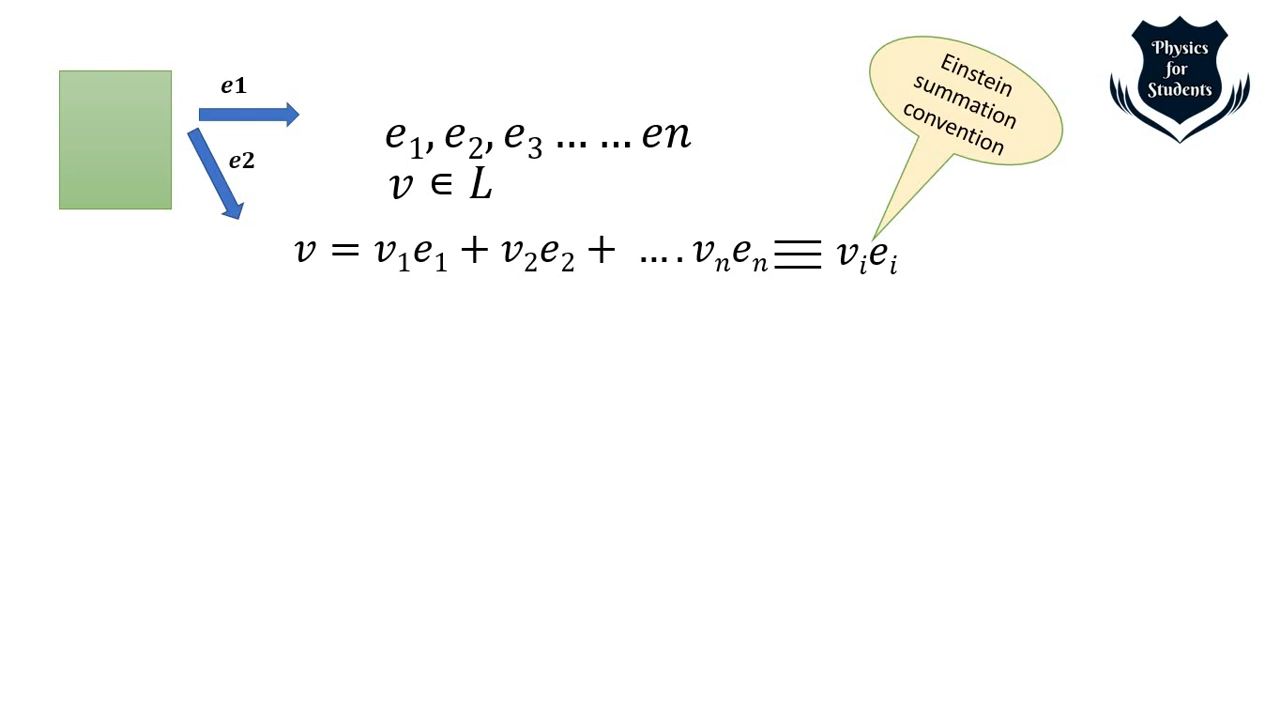 e1
e2
e₁, e₂, e₃ ... ... en
v ∈ L
v = v₁e₁ + v₂e₂ + .... vₙeₙ ≡ vᵢeᵢ
Einstein
summation
convention
Physics
for
Students